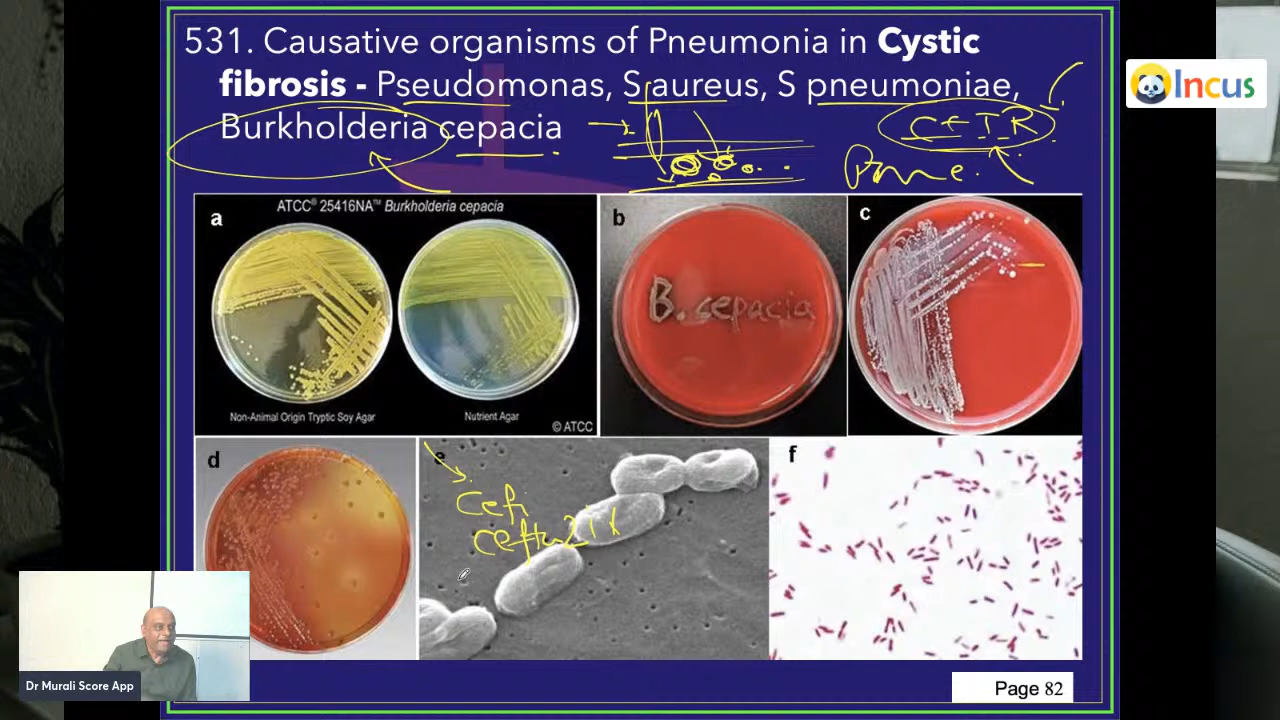 531. Causative organisms of Pneumonia in Cystic
fibrosis - Pseudomonas, S aureus, S pneumoniae,
Burkholderia cepacia
Incus
CFTR
a
ATCC® 25416NA™ Burkholderia cepacia
Non-Animal Origin Tryptic Soy Agar
Nutrient Agar
© ATCC
b
B. cepacia
c
d
e
f
Dr Murali Score App
Page 82